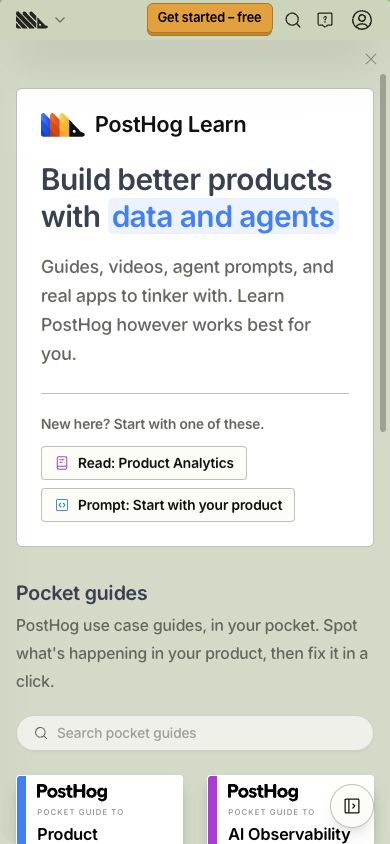 Get started – free
PostHog Learn
Build better products
with data and agents
Guides, videos, agent prompts, and
real apps to tinker with. Learn
PostHog however works best for
you.
New here? Start with one of these.
Read: Product Analytics
Prompt: Start with your product
Pocket guides
PostHog use case guides, in your pocket. Spot
what's happening in your product, then fix it in a
click.
Search pocket guides
PostHog
POCKET GUIDE TO
Product
PostHog
POCKET GUIDE TO
AI Observability